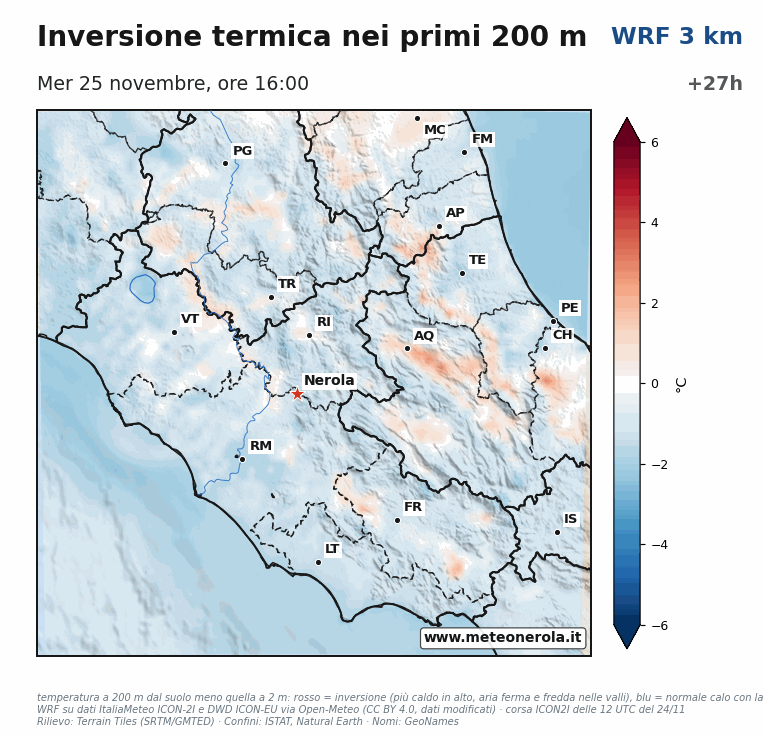 Inversione termica nei primi 200 m WRF 3 km
Mer 25 novembre, ore 16:00 +27h
MC
FM
PG
AP
TE
TR
PE
VT
RI
AQ
CH
Nerola
RM
FR
IS
LT
www.meteonerola.it
6
4
2
0
−2
−4
−6
°C
temperatura a 200 m dal suolo meno quella a 2 m: rosso = inversione (più caldo in alto, aria ferma e fredda nelle valli), blu = normale calo con la
WRF su dati ItaliaMeteo ICON-2I e DWD ICON-EU via Open-Meteo (CC BY 4.0, dati modificati) · corsa ICON2I delle 12 UTC del 24/11
Rilievo: Terrain Tiles (SRTM/GMTED) · Confini: ISTAT, Natural Earth · Nomi: GeoNames